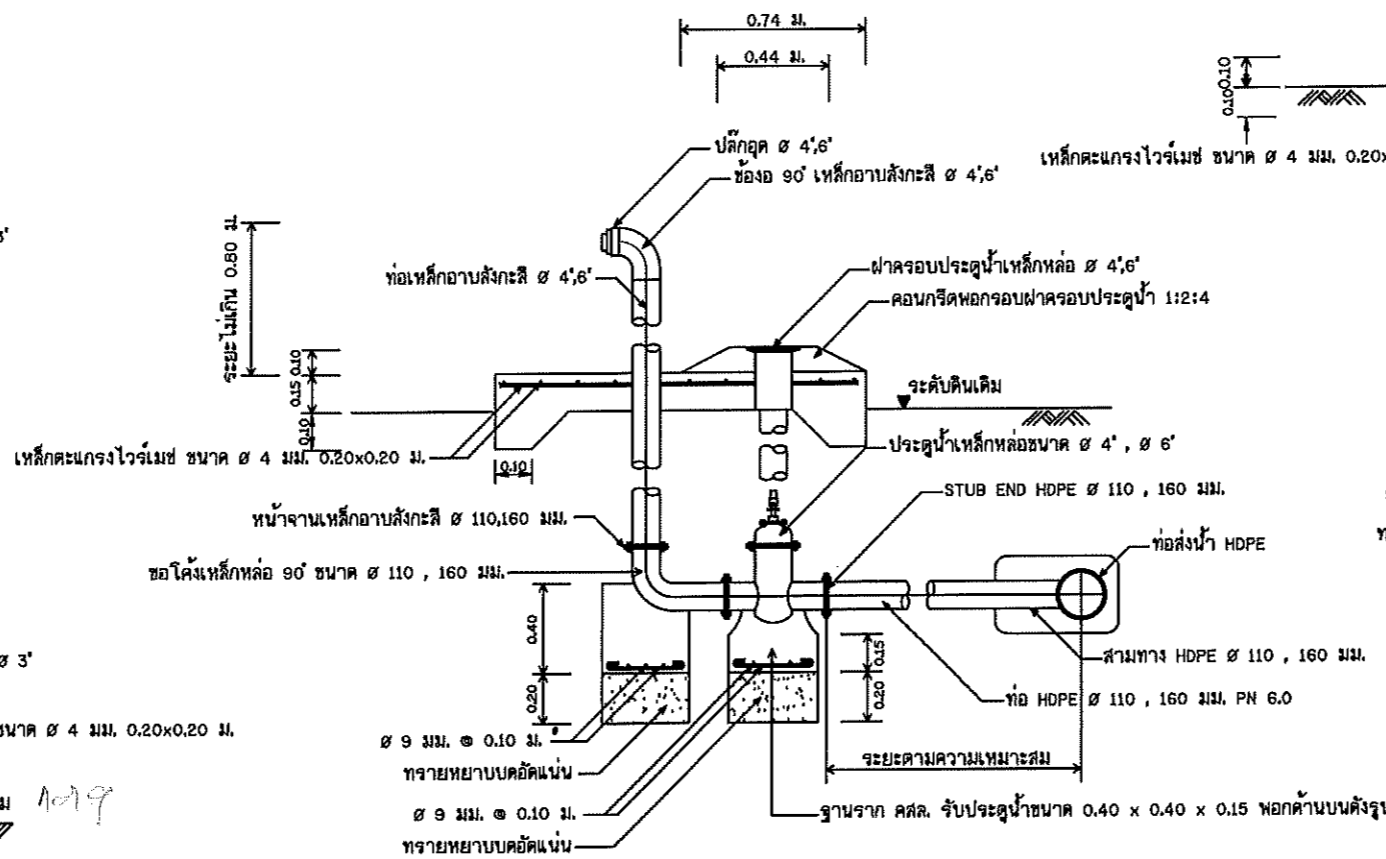 0.74 ม.
0.44 ม.
0.10
0.10
ปลั๊กอุด ø 4",6"
เหล็กตะแกรงไวร์เมช ขนาด ø 4 มม. 0.20x
ข้องอ 90° เหล็กอาบสังกะสี ø 4",6"
3"
ระยะไม่เกิน 0.80 ม.
ท่อเหล็กอาบสังกะสี ø 4",6"
ฝาครอบประตูน้ำเหล็กหล่อ ø 4",6"
คอนกรีตพอกรอบฝาครอบประตูน้ำ 1:2:4
0.10
0.15
0.10
ระดับดินเดิม
เหล็กตะแกรงไวร์เมช ขนาด ø 4 มม. 0.20x0.20 ม.
0.10
ประตูน้ำเหล็กหล่อขนาด ø 4" , ø 6"
STUB END HDPE ø 110 , 160 มม.
หน้าจานเหล็กอาบสังกะสี ø 110,160 มม.
ท่อส่งน้ำ HDPE
ท
ขอโค้งเหล็กหล่อ 90° ขนาด ø 110 , 160 มม.
0.40
0.20
0.15
0.20
ø 3"
สามทาง HDPE ø 110 , 160 มม.
ท่อ HDPE ø 110 , 160 มม. PN 6.0
ขนาด ø 4 มม. 0.20x0.20 ม.
ø 9 มม. @ 0.10 ม.
ระยะตามความเหมาะสม
ทรายหยาบบดอัดแน่น
ม
ø 9 มม. @ 0.10 ม.
ฐานราก คสล. รับประตูน้ำขนาด 0.40 x 0.40 x 0.15 พอกด้านบนดังรูป
ทรายหยาบบดอัดแน่น